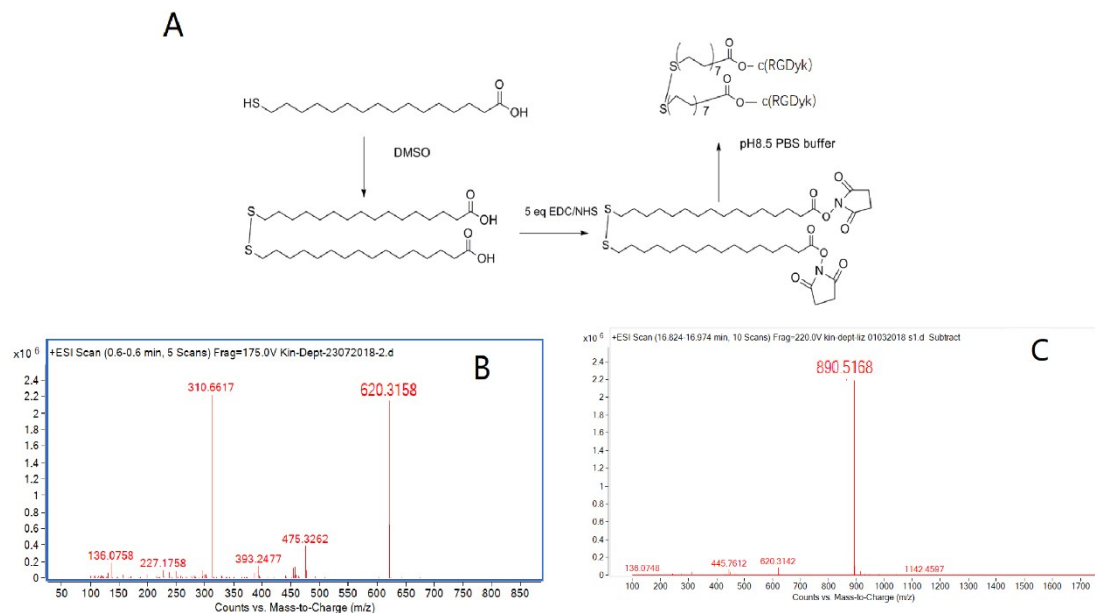 A
HS
O
OH
DMSO
S
S
O
OH
O
OH
5 eq EDC/NHS
S
S
7
7
O
O
c(RGDyk)
O
O
c(RGDyk)
pH8.5 PBS buffer
S
S
O
O
N
O
O
O
O
N
O
O
B
+ESI Scan (0.6-0.6 min, 5 Scans) Frag=175.0V Kin-Dept-23072018-2.d
x10 6
2.4
2.2
2
1.8
1.6
1.4
1.2
1
0.8
0.6
0.4
0.2
0
310.6617
620.3158
136.0758
227.1758
393.2477
475.3262
50 100 150 200 250 300 350 400 450 500 550 600 650 700 750 800 850
Counts vs. Mass-to-Charge (m/z)
C
+ESI Scan (16.824-16.974 min, 10 Scans) Frag=220.0V kin-dept-liz 01032018 s1.d Subtract
x10 6
2.4
2.2
2
1.8
1.6
1.4
1.2
1
0.8
0.6
0.4
0.2
0
890.5168
138.0748
445.7612
620.3142
1142.4597
100 200 300 400 500 600 700 800 900 1000 1100 1200 1300 1400 1500 1600 1700
Counts vs. Mass-to-Charge (m/z)